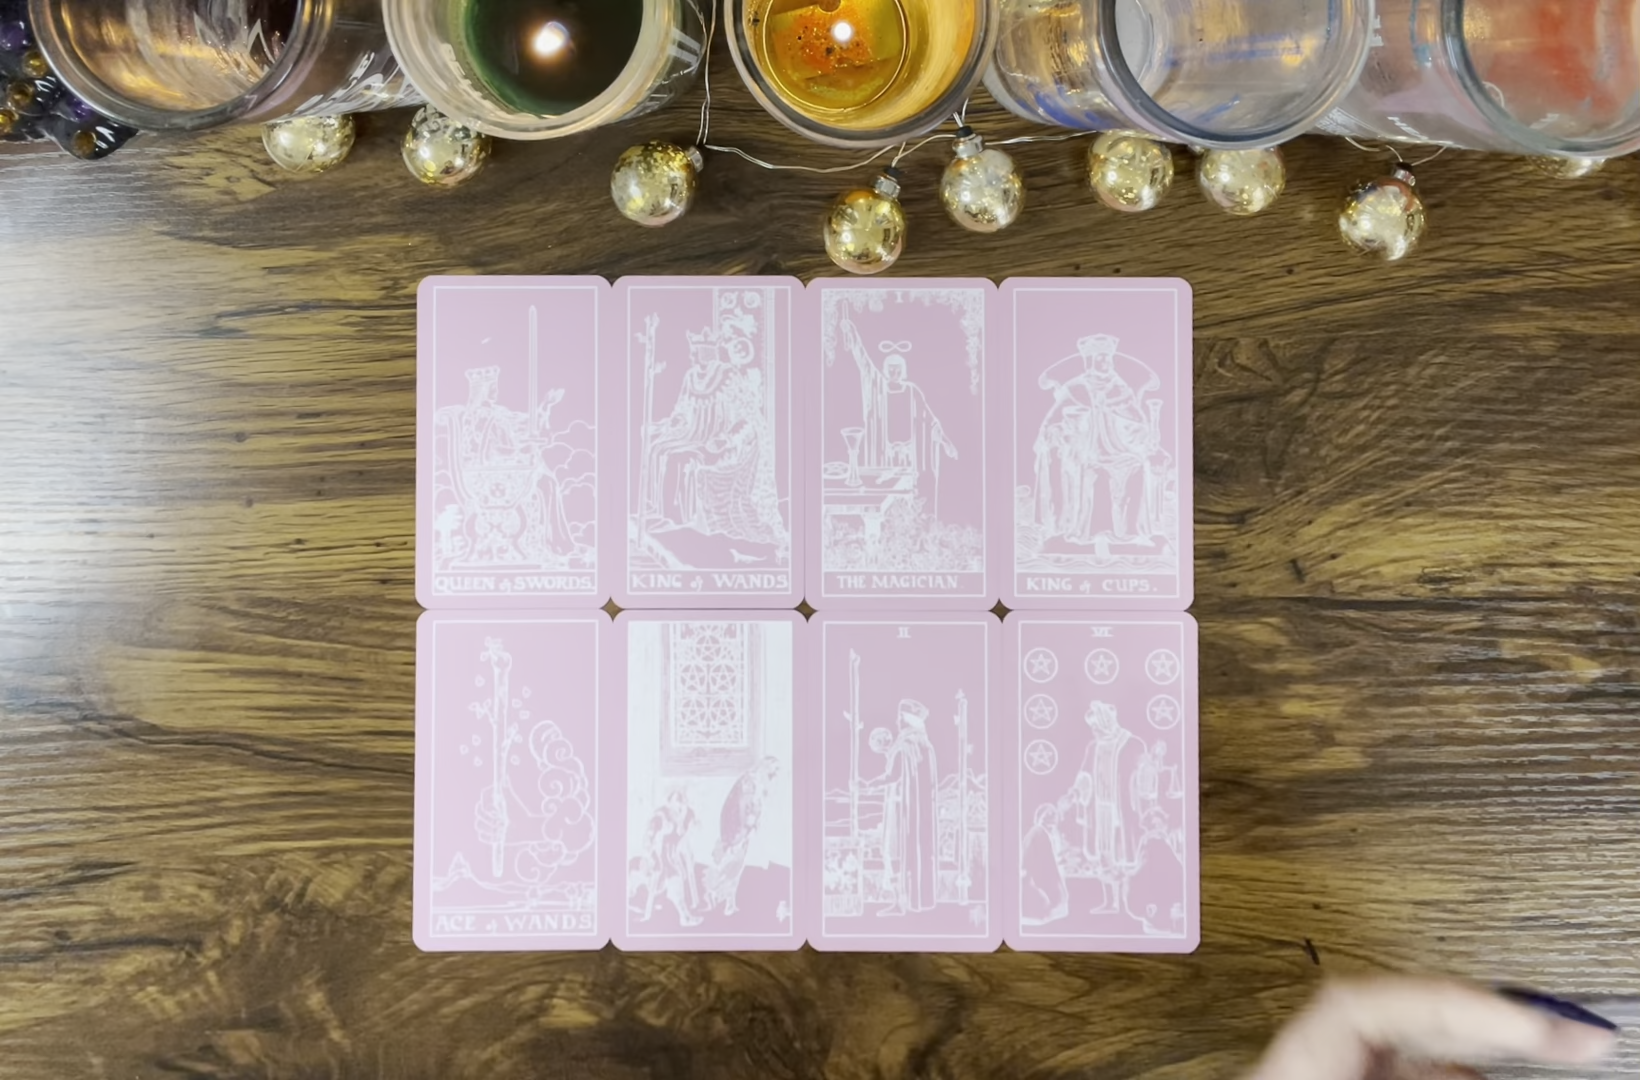 QUEEN of SWORDS.
KING of WANDS
I
THE MAGICIAN.
KING of CUPS.
ACE of WANDS
II
VI